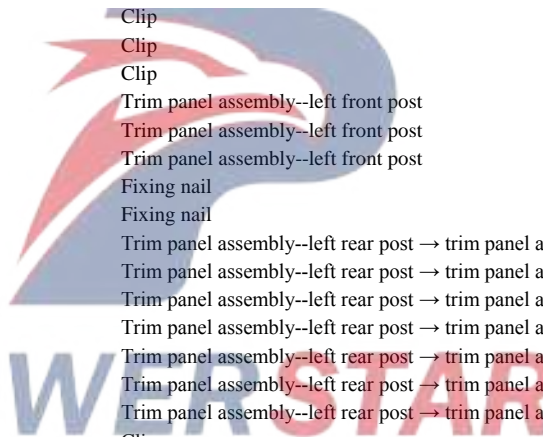 Clip
Clip
Clip
Trim panel assembly--left front post
Trim panel assembly--left front post
Trim panel assembly--left front post
Fixing nail
Fixing nail
Trim panel assembly--left rear post → trim panel a
Trim panel assembly--left rear post → trim panel a
Trim panel assembly--left rear post → trim panel a
Trim panel assembly--left rear post → trim panel a
Trim panel assembly--left rear post → trim panel a
Trim panel assembly--left rear post → trim panel a
Trim panel assembly--left rear post → trim panel a
Clip
WERSTAR